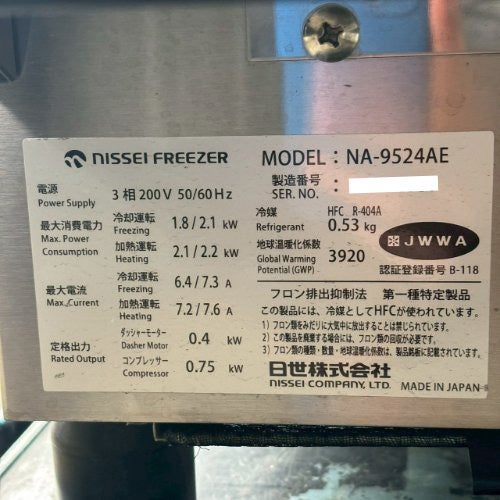 NISSEI FREEZER
MODEL : NA-9524AE
製造番号 :
SER. NO.
電源
Power Supply
3 相 200V 50/60Hz
最大消費電力
Max. Power
Consumption
冷却運転
Freezing
1.8 / 2.1 kW
加熱運転
Heating
2.1 / 2.2 kW
最大電流
Max. Current
冷却運転
Freezing
6.4 / 7.3 A
加熱運転
Heating
7.2 / 7.6 A
定格出力
Rated Output
ダッシャーモーター
Dasher Motor
0.4 kW
コンプレッサー
Compressor
0.75 kW
冷媒
Refrigerant
HFC R-404A
0.53 kg
地球温暖化係数
Global Warming
Potential (GWP)
3920
JWWA
認証登録番号 B-118
フロン排出抑制法 第一種特定製品
この製品には、冷媒としてHFCが使われています。
1) フロン類をみだりに大気中に放出することは禁じられています。
2) この製品を廃棄する場合には、フロン類の回収が必要です。
3) フロン類の種類・数量・地球温暖化係数は、製品銘板に記載されています。
日世株式会社
NISSEI COMPANY, LTD.
MADE IN JAPAN